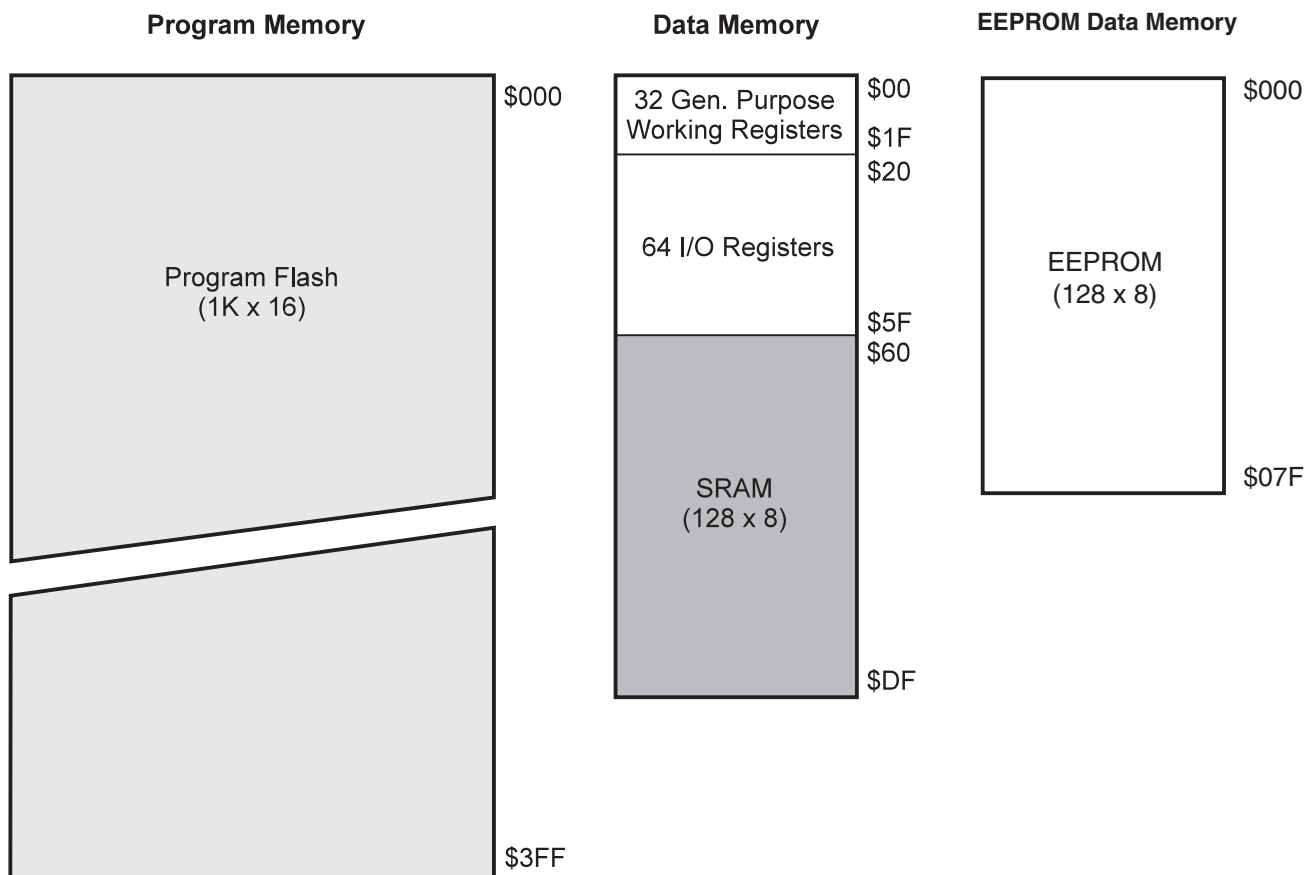 Program Memory
$000
Program Flash
(1K x 16)
$3FF
Data Memory
32 Gen. Purpose
Working Registers
$00
$1F
$20
64 I/O Registers
$5F
$60
SRAM
(128 x 8)
$DF
EEPROM Data Memory
$000
EEPROM
(128 x 8)
$07F